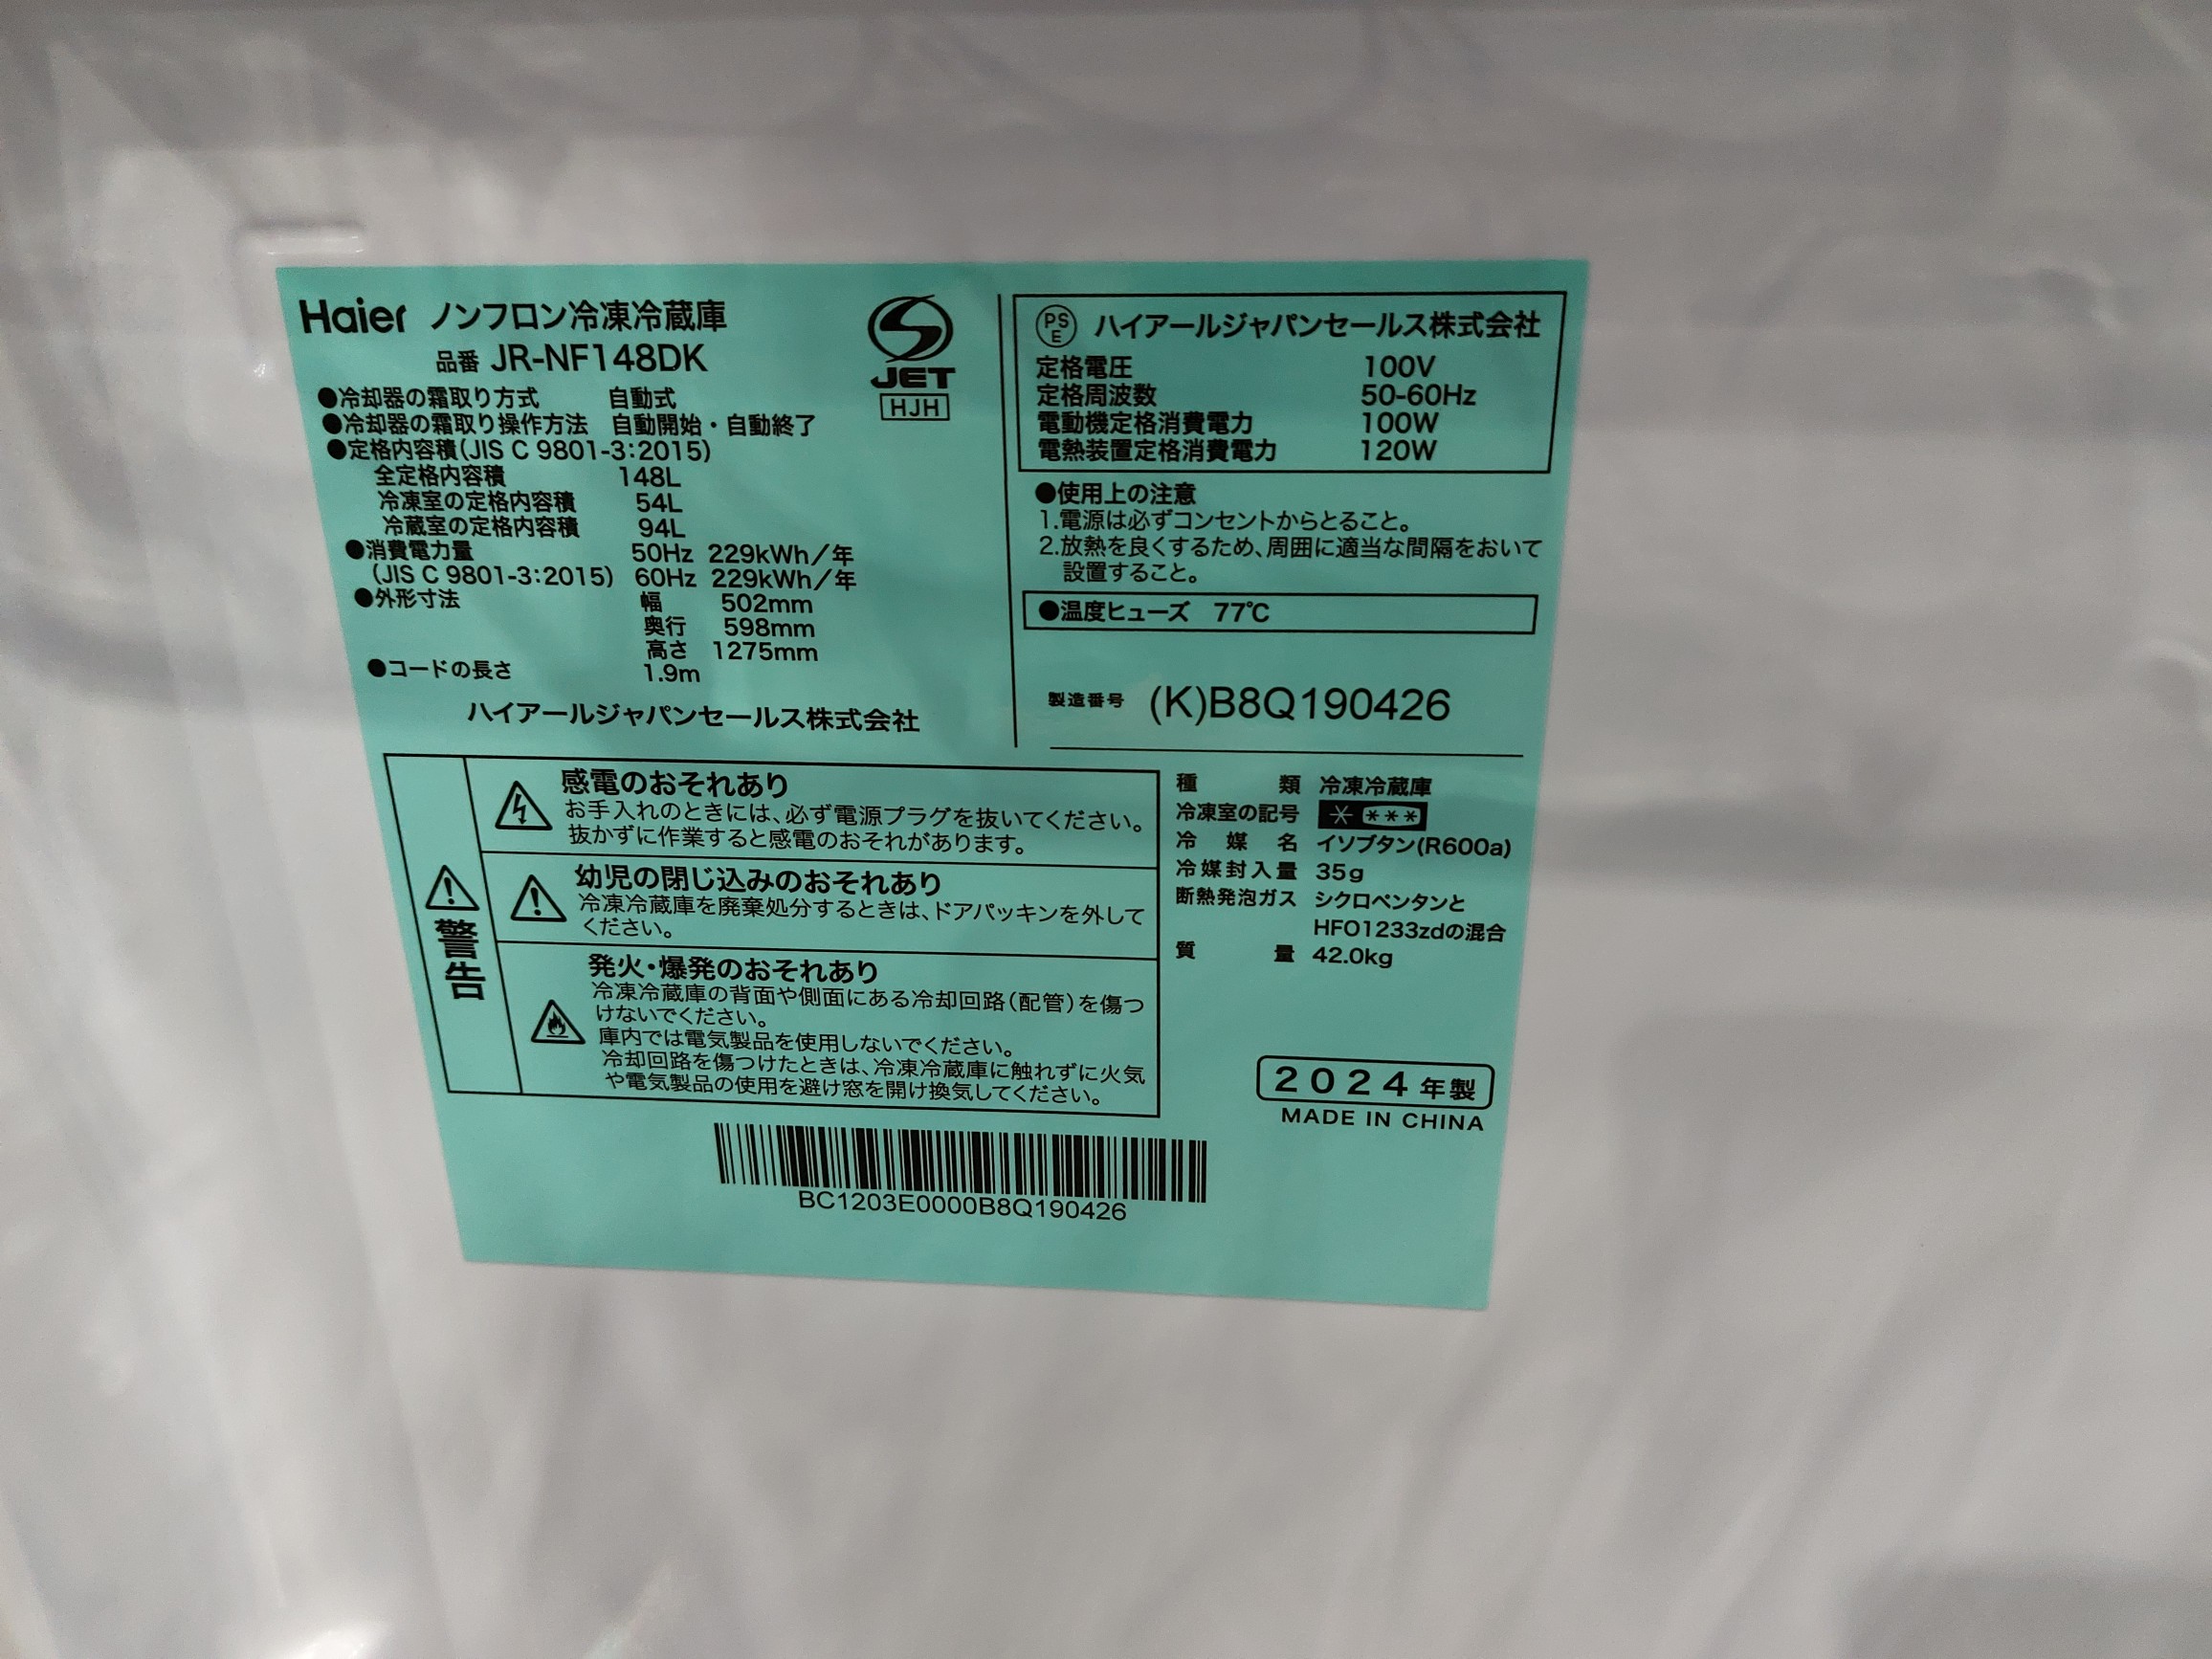 Haier ノンフロン冷凍冷蔵庫
品番 JR-NF148DK
●冷却器の霜取り方式 自動式
●冷却器の霜取り操作方法 自動開始・自動終了
●定格内容積(JIS C 9801-3:2015)
全定格内容積 148L
冷凍室の定格内容積 54L
冷蔵室の定格内容積 94L
●消費電力量 50Hz 229kWh/年
(JIS C 9801-3:2015) 60Hz 229kWh/年
●外形寸法 幅 502mm
奥行 598mm
高さ 1275mm
●コードの長さ 1.9m
ハイアールジャパンセールス株式会社
JET
HJH
PS
E
ハイアールジャパンセールス株式会社
定格電圧 100V
定格周波数 50-60Hz
電動機定格消費電力 100W
電熱装置定格消費電力 120W
●使用上の注意
1.電源は必ずコンセントからとること。
2.放熱を良くするため、周囲に適当な間隔をおいて
設置すること。
●温度ヒューズ 77℃
製造番号 (K)B8Q190426
警告
感電のおそれあり
お手入れのときには、必ず電源プラグを抜いてください。
抜かずに作業すると感電のおそれがあります。
幼児の閉じ込みのおそれあり
冷凍冷蔵庫を廃棄処分するときは、ドアパッキンを外して
ください。
発火・爆発のおそれあり
冷凍冷蔵庫の背面や側面にある冷却回路(配管)を傷つ
けないでください。
庫内では電気製品を使用しないでください。
冷却回路を傷つけたときは、冷凍冷蔵庫に触れずに火気
や電気製品の使用を避け窓を開け換気してください。
種類 冷凍冷蔵庫
冷凍室の記号 * ***
冷媒名 イソブタン(R600a)
冷媒封入量 35g
断熱発泡ガス シクロペンタンと
HFO1233zdの混合
質量 42.0kg
2024年製
MADE IN CHINA
BC1203E0000B8Q190426